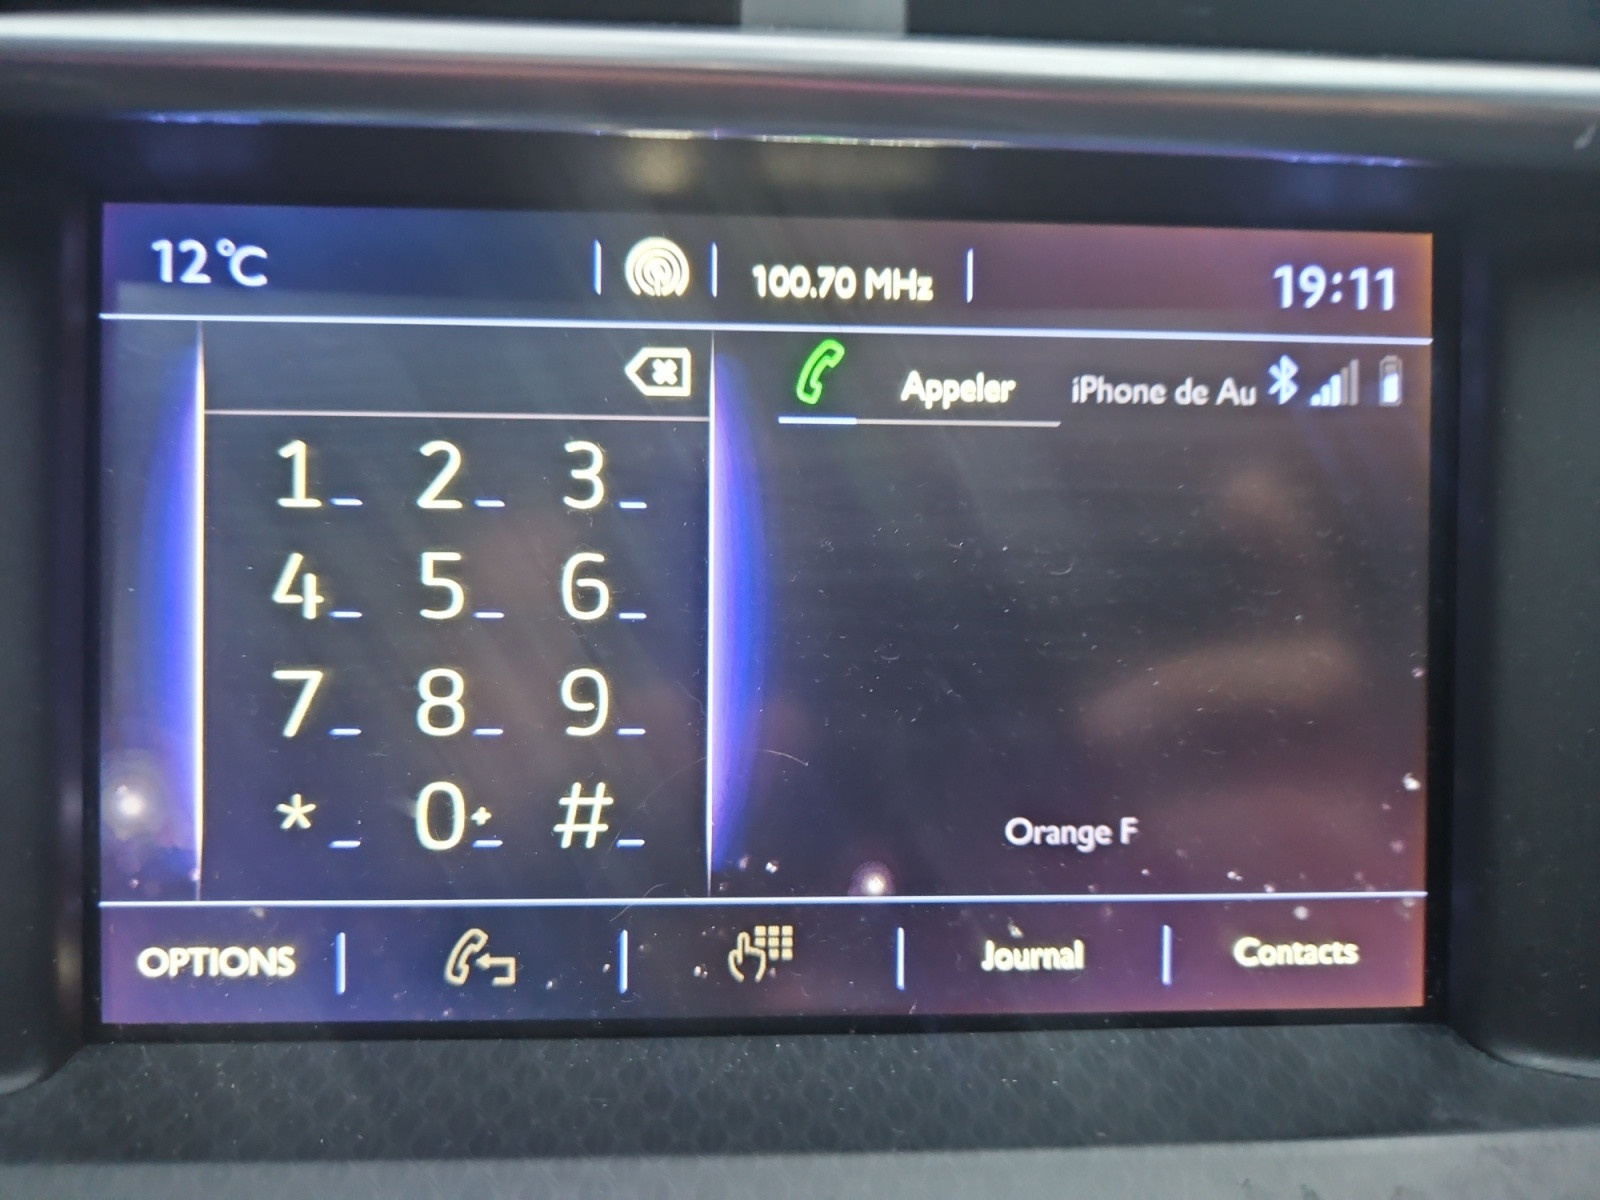 12°C
100.70 MHz
19:11
Appeler
iPhone de Au
1 2 3
4 5 6
7 8 9
* 0+ #
Orange F
OPTIONS
Journal
Contacts